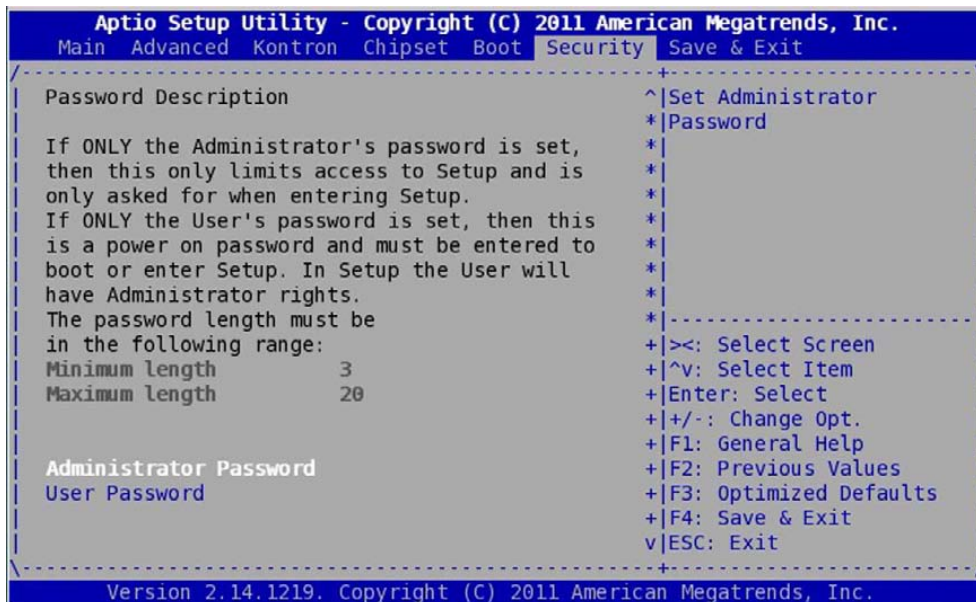 Aptio Setup Utility - Copyright (C) 2011 American Megatrends, Inc.
Main Advanced Kontron Chipset Boot Security Save & Exit
Password Description
If ONLY the Administrator's password is set,
then this only limits access to Setup and is
only asked for when entering Setup.
If ONLY the User's password is set, then this
is a power on password and must be entered to
boot or enter Setup. In Setup the User will
have Administrator rights.
The password length must be
in the following range:
Minimum length 3
Maximum length 20
Administrator Password
User Password
Set Administrator
Password
><: Select Screen
^v: Select Item
Enter: Select
+/-: Change Opt.
F1: General Help
F2: Previous Values
F3: Optimized Defaults
F4: Save & Exit
ESC: Exit
Version 2.14.1219. Copyright (C) 2011 American Megatrends, Inc.